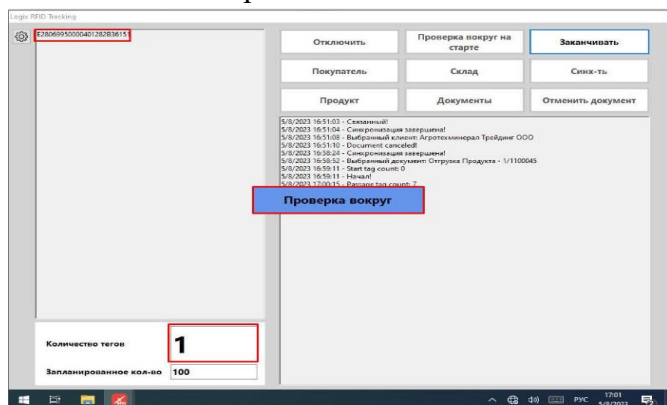 Logix RFID Tracking
E28069950000401282B36151
Отключить
Проверка вокруг на старте
Заканчивать
Покупатель
Склад
Синх-ть
Продукт
Документы
Отменить документ
5/8/2023 16:51:03 - Связанный!
5/8/2023 16:51:04 - Синхронизация завершена!
5/8/2023 16:51:08 - Выбранный клиент: Агротехминерал Трейдинг ООО
5/8/2023 16:51:10 - Document canceled!
5/8/2023 16:58:24 - Синхронизация завершена!
5/8/2023 16:58:52 - Выбранный документ: Отгрузка Продукта - 1/1100045
5/8/2023 16:59:11 - Start tag count: 0
5/8/2023 16:59:11 - Начал!
5/8/2023 17:00:15 - Passage tag count: 7
Проверка вокруг
Количество тегов
1
Запланированное кол-во
100
РУС
17:01
5/8/2023